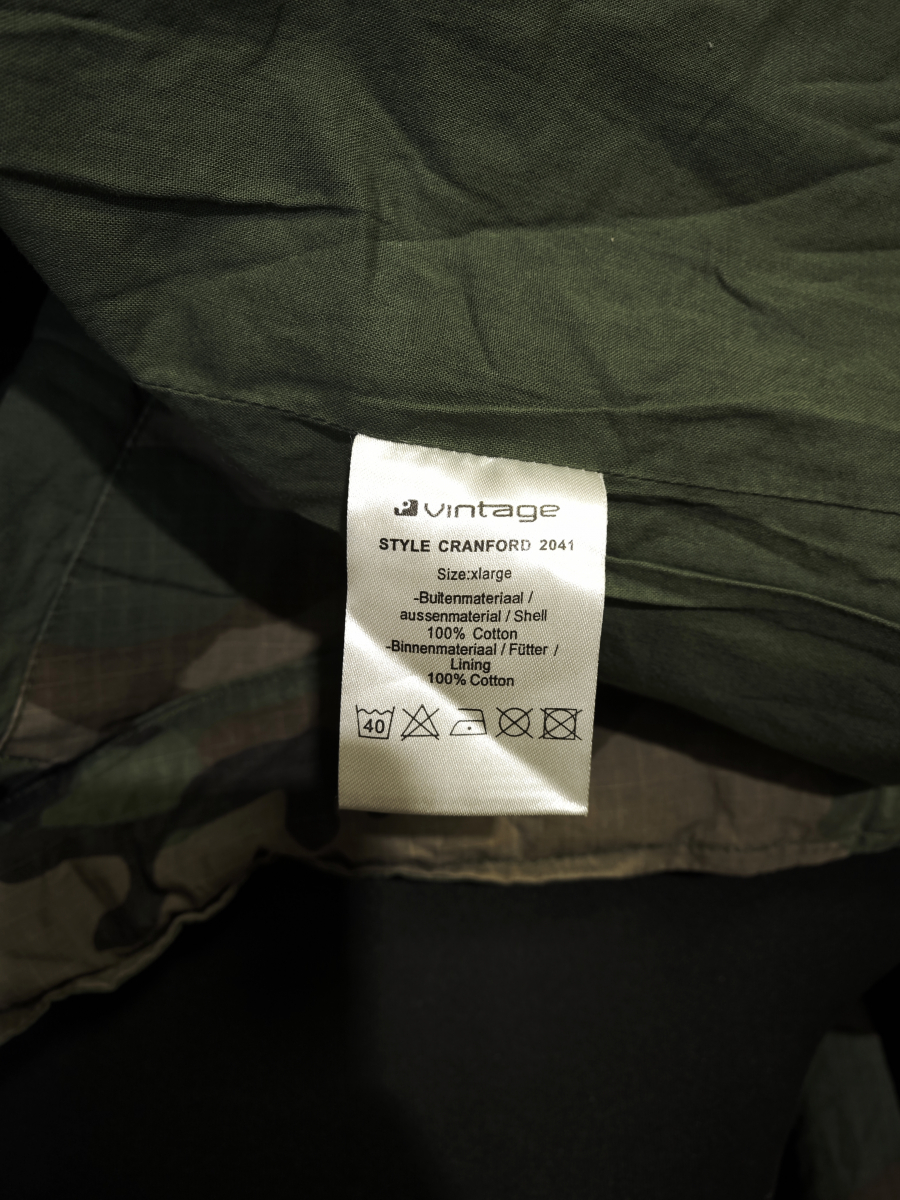 vintage
STYLE CRANFORD 2041
Size:xlarge
-Buitenmateriaal /
aussenmaterial / Shell
100% Cotton
-Binnenmateriaal / Fütter /
Lining
100% Cotton
40